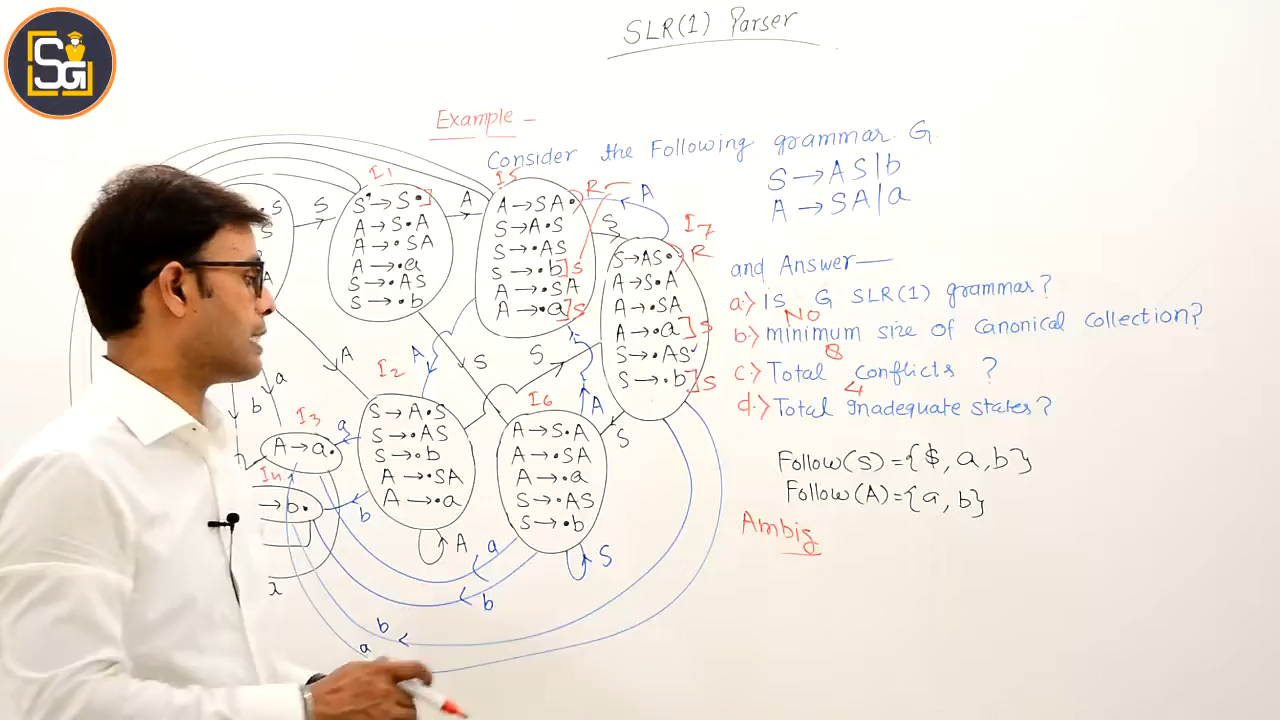 SG
SLR(1) Parser
Example -
Consider the Following grammar. G
S → AS | b
A → SA | a
and Answer—
a.) is G SLR(1) grammar?
NO
b.) minimum size of canonical collection?
8
c.) Total conflicts ?
4
d.) Total inadequate states?
Follow(S) = {$, a, b}
Follow(A) = {a, b}
Ambig
.S
S
A
S
I1
S' → S.
A → S.A
A → .SA
A → .a
S → .AS
S → .b
A
I5
A → SA.
S → A.S
S → .AS
S → .b ] S
A → .SA
A → .a ] S
R
A
S
I7
S → AS.
R
A → S.A
A → .SA
A → .a ] S
S → .AS
S → .b ] S
A
a
b
I2
S → A.S
S → .AS
S → .b
A → .SA
A → .a
A
S
S
A
S
I6
A → S.A
A → .SA
A → .a
S → .AS
S → .b
S
I3
A → a.
a
→ b.
b
A
a
b
b
a